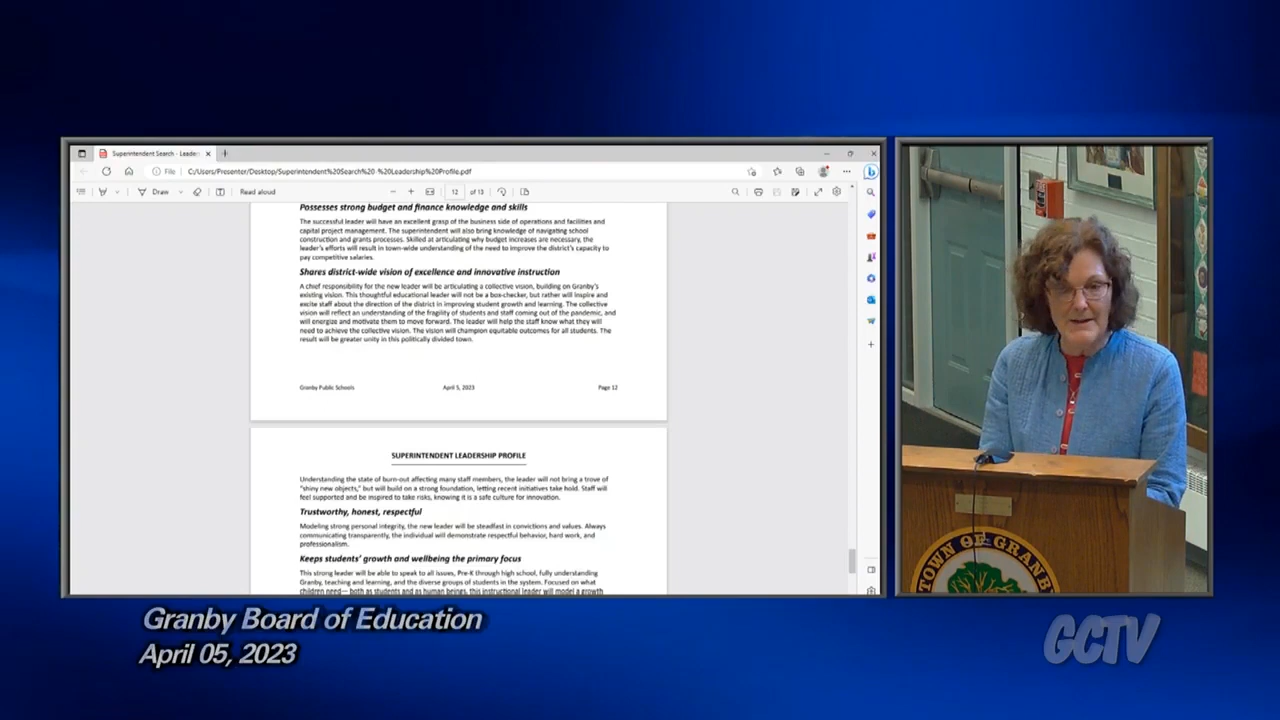 Superintendent Search - Leader
File
C:/Users/Presenter/Desktop/Superintendent%20Search%20-%20Leadership%20Profile.pdf
Draw
Read aloud
12
of 13
Possesses strong budget and finance knowledge and skills
The successful leader will have an excellent grasp of the business side of operations and facilities and
capital project management. The superintendent will also bring knowledge of navigating school
construction and grants processes. Skilled at articulating why budget increases are necessary, the
leader's efforts will result in town-wide understanding of the need to improve the district's capacity to
pay competitive salaries.
Shares district-wide vision of excellence and innovative instruction
A chief responsibility for the new leader will be articulating a collective vision, building on Granby's
existing vision. This thoughtful educational leader will not be a box-checker, but rather will inspire and
excite staff about the direction of the district in improving student growth and learning. The collective
vision will reflect an understanding of the fragility of students and staff coming out of the pandemic, and
will energize and motivate them to move forward. The leader will help the staff know what they will
need to achieve the collective vision. The vision will champion equitable outcomes for all students. The
result will be greater unity in this politically divided town.
Granby Public Schools
April 5, 2023
Page 12
SUPERINTENDENT LEADERSHIP PROFILE
Understanding the state of burn-out affecting many staff members, the leader will not bring a trove of
"shiny new objects," but will build on a strong foundation, letting recent initiatives take hold. Staff will
feel supported and be inspired to take risks, knowing it is a safe culture for innovation.
Trustworthy, honest, respectful
Modeling strong personal integrity, the new leader will be steadfast in convictions and values. Always
communicating transparently, the individual will demonstrate respectful behavior, hard work, and
professionalism.
Keeps students' growth and wellbeing the primary focus
This strong leader will be able to speak to all issues, Pre-K through high school, fully understanding
Granby, teaching and learning, and the diverse groups of students in the system. Focused on what
children need— both as students and as human beings, this instructional leader will model a growth
TOWN OF GRANB
Granby Board of Education
April 05, 2023
GCTV